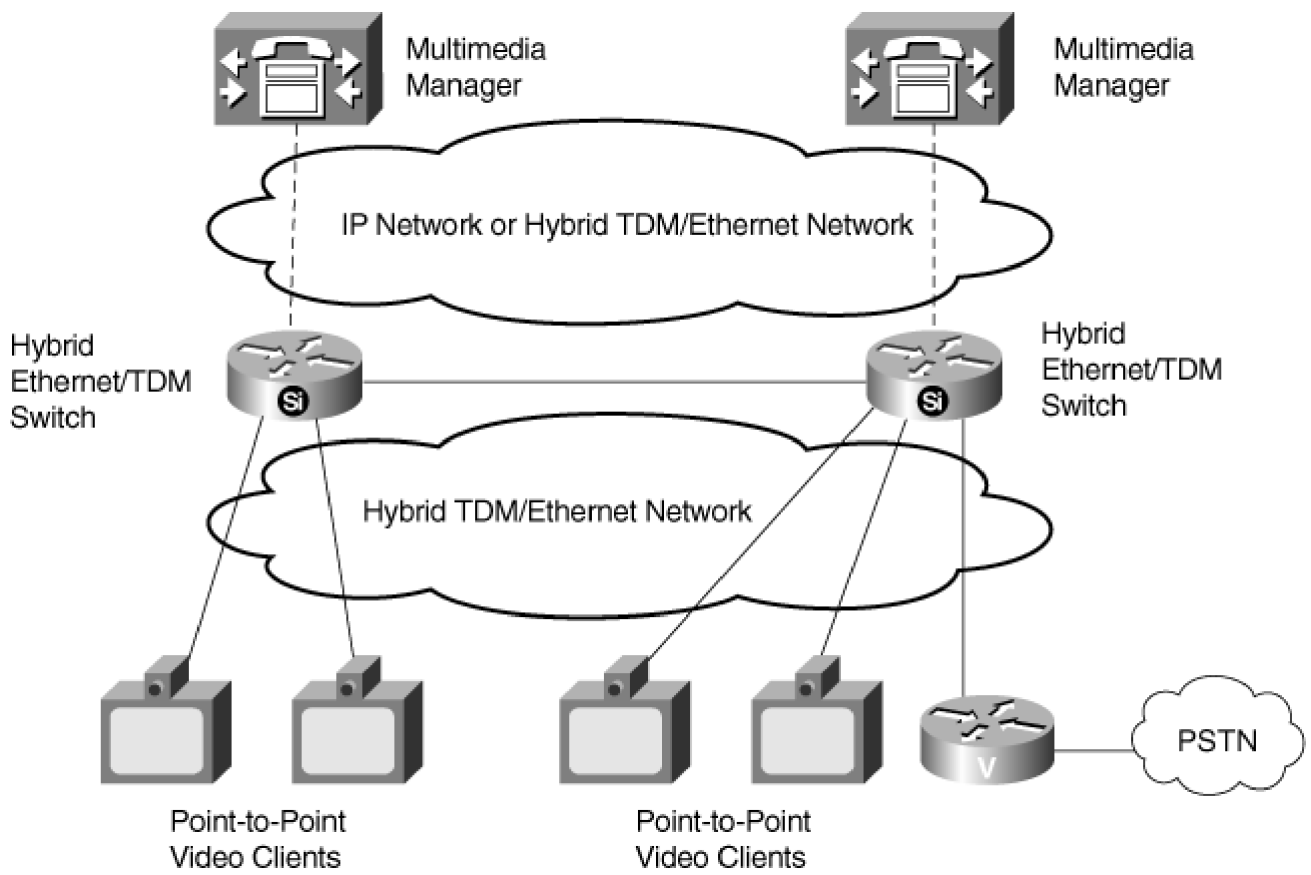 Multimedia
Manager
Multimedia
Manager
IP Network or Hybrid TDM/Ethernet Network
Hybrid
Ethernet/TDM
Switch
Si
Si
Hybrid
Ethernet/TDM
Switch
Hybrid TDM/Ethernet Network
V
PSTN
Point-to-Point
Video Clients
Point-to-Point
Video Clients